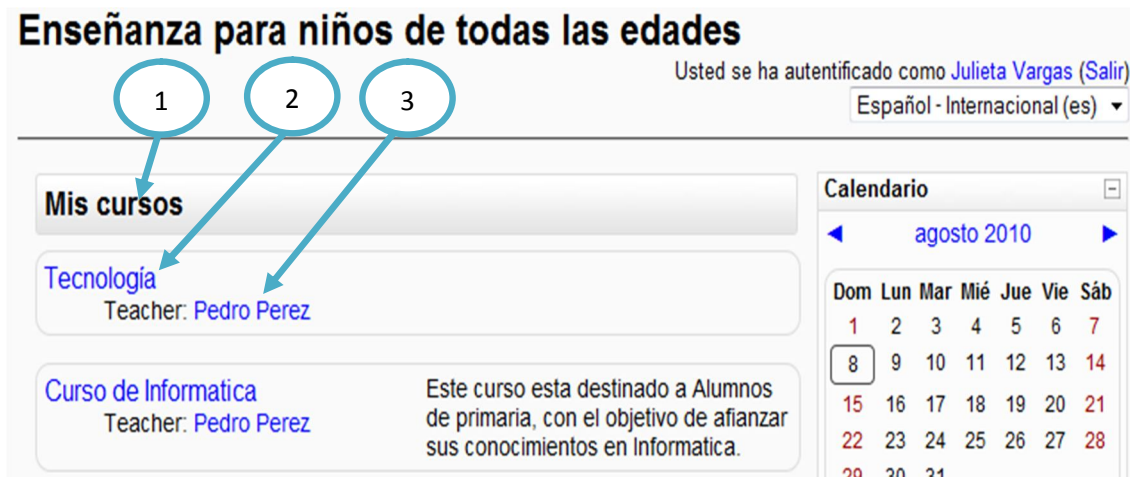 Enseñanza para niños de todas las edades
Usted se ha autentificado como Julieta Vargas (Salir)
Español - Internacional (es)
1
2
3
Mis cursos
Tecnología
Teacher: Pedro Perez
Curso de Informatica
Teacher: Pedro Perez
Este curso esta destinado a Alumnos
de primaria, con el objetivo de afianzar
sus conocimientos en Informatica.
Calendario
agosto 2010
Dom Lun Mar Mié Jue Vie Sáb
1 2 3 4 5 6 7
8 9 10 11 12 13 14
15 16 17 18 19 20 21
22 23 24 25 26 27 28
29 30 31